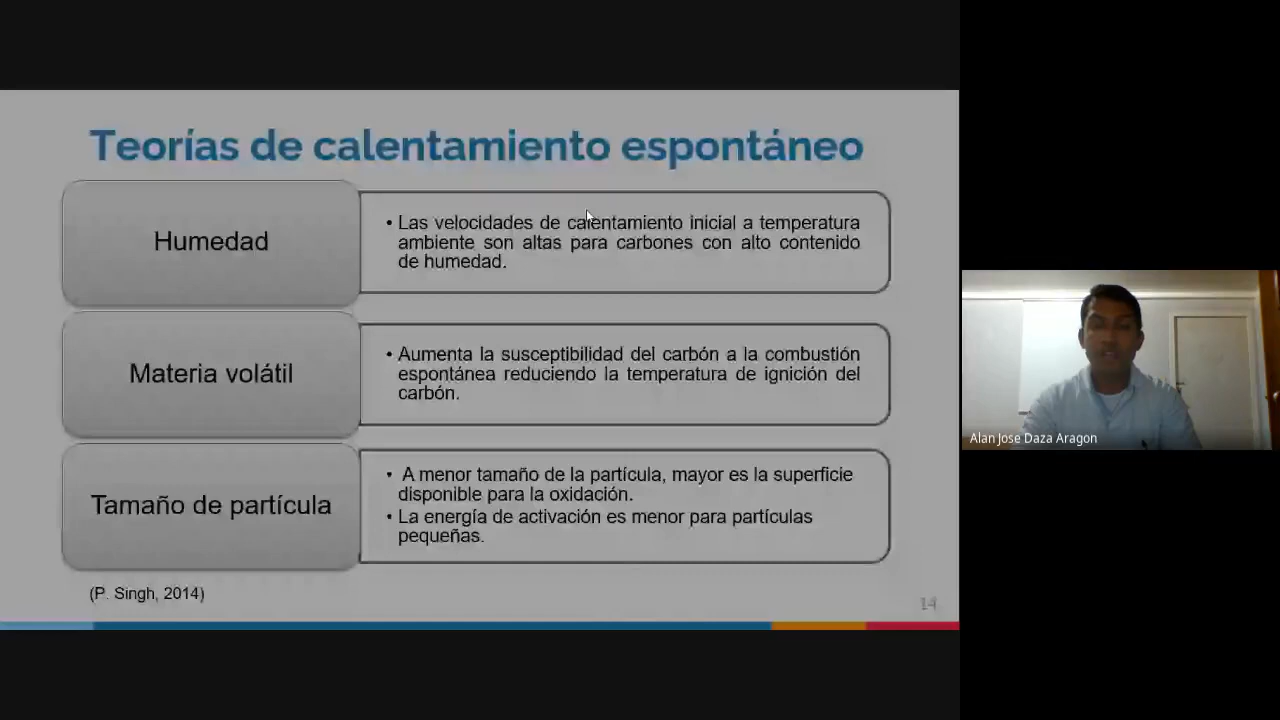 Teorías de calentamiento espontáneo
Humedad
• Las velocidades de calentamiento inicial a temperatura
ambiente son altas para carbones con alto contenido
de humedad.
Materia volátil
• Aumenta la susceptibilidad del carbón a la combustión
espontánea reduciendo la temperatura de ignición del
carbón.
Tamaño de partícula
• A menor tamaño de la partícula, mayor es la superficie
disponible para la oxidación.
• La energía de activación es menor para partículas
pequeñas.
(P. Singh, 2014)
14
Alan Jose Daza Aragon